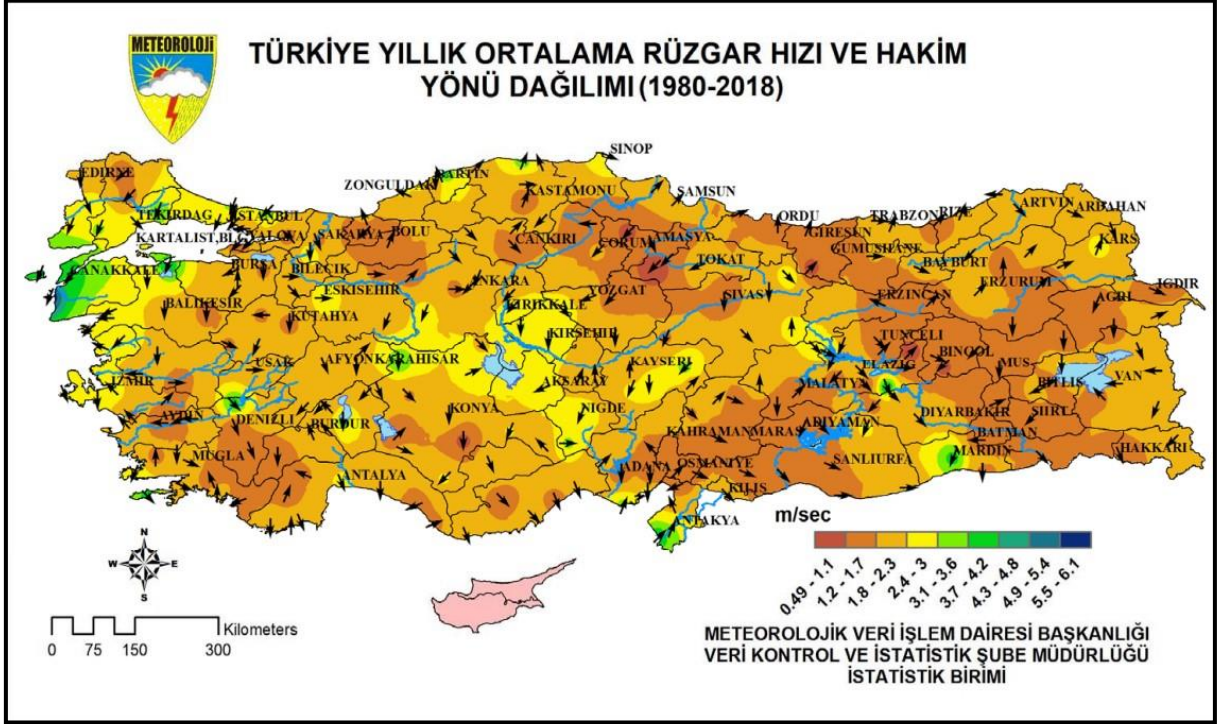 METEOROLOJİ
TÜRKİYE YILLIK ORTALAMA RÜZGAR HIZI VE HAKİM
YÖNÜ DAĞILIMI (1980-2018)
SINOP
EDIRNE
BARTIN
ZONGULDAK
KASTAMONU
SAMSUN
TEKIRDAG
ISTANBUL
ORDU
TRABZON
RIZE
ARTVIN
ARDAHAN
KARTALIST,BLG
YALOVA
SAKARYA
BOLU
CANKIRI
CORUM
AMASYA
GIRESUN
GUMUSHANE
KARS
CANAKKALE
BURSA
BILECIK
ANKARA
TOKAT
BAYBURT
ESKISEHIR
KIRIKKALE
YOZGAT
SIVAS
ERZINCAN
ERZURUM
IGDIR
AGRI
BALIKESIR
KUTAHYA
KIRSEHIR
TUNCELI
BINGOL
MUS
USAK
AFYONKARAHISAR
KAYSERI
ELAZIG
IZMIR
AKSARAY
MALATYA
BITLIS
VAN
AYDIN
DENIZLI
BURDUR
KONYA
NIGDE
DIYARBAKIR
SIIRT
KAHRAMANMARAS
ADIYAMAN
BATMAN
MUGLA
MARDIN
HAKKARI
ANTALYA
ADANA
OSMANIYE
SANLIURFA
KILIS
ANTAKYA
m/sec
0.49 - 1.1
1.2 - 1.7
1.8 - 2.3
2.4 - 3
3.1 - 3.6
3.7 - 4.2
4.3 - 4.8
4.9 - 5.4
5.5 - 6.1
N
W
E
S
Kilometers
0 75 150 300
METEOROLOJİK VERİ İŞLEM DAİRESİ BAŞKANLIĞI
VERİ KONTROL VE İSTATİSTİK ŞUBE MÜDÜRLÜĞÜ
İSTATİSTİK BİRİMİ